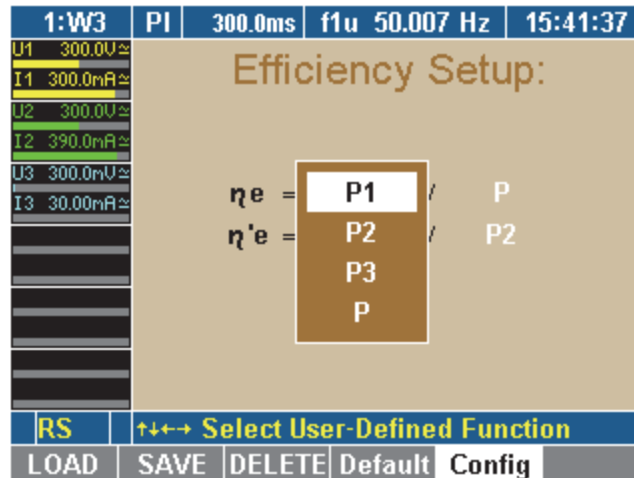 1:W3 PI 300.0ms f1u 50.007 Hz 15:41:37
U1 300.0V≃
I1 300.0mA≃
U2 300.0V≃
I2 390.0mA≃
U3 300.0mV≃
I3 30.00mA≃
Efficiency Setup:
ηe = P1 / P
η'e = P2 / P2
P3
P
RS ↑↓←→ Select User-Defined Function
LOAD SAVE DELETE Default Config